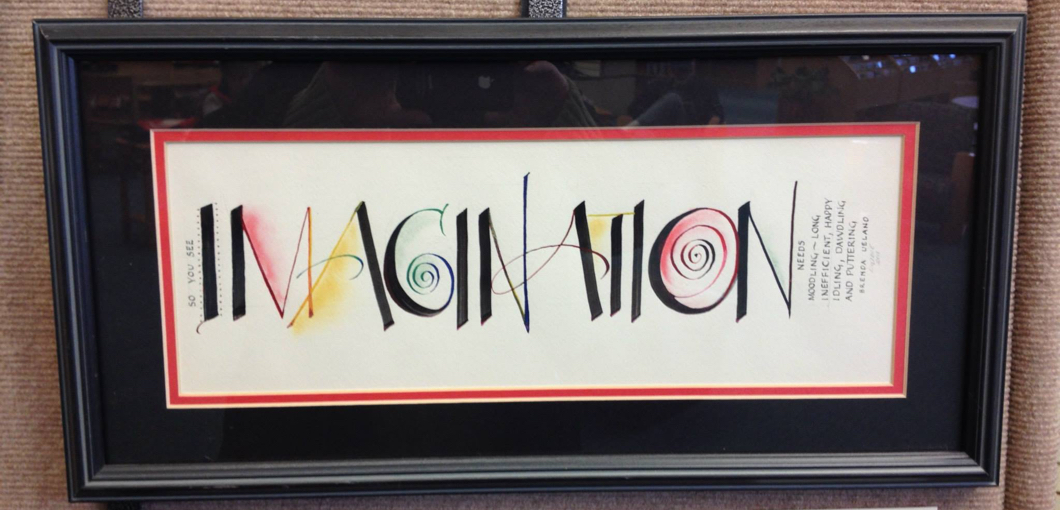 SO YOU SEE
IMAGINATION
NEEDS
MOODLING ~ LONG
INEFFICIENT, HAPPY
IDLING, DAWDLING
AND PUTTERING
BRENDA UELAND